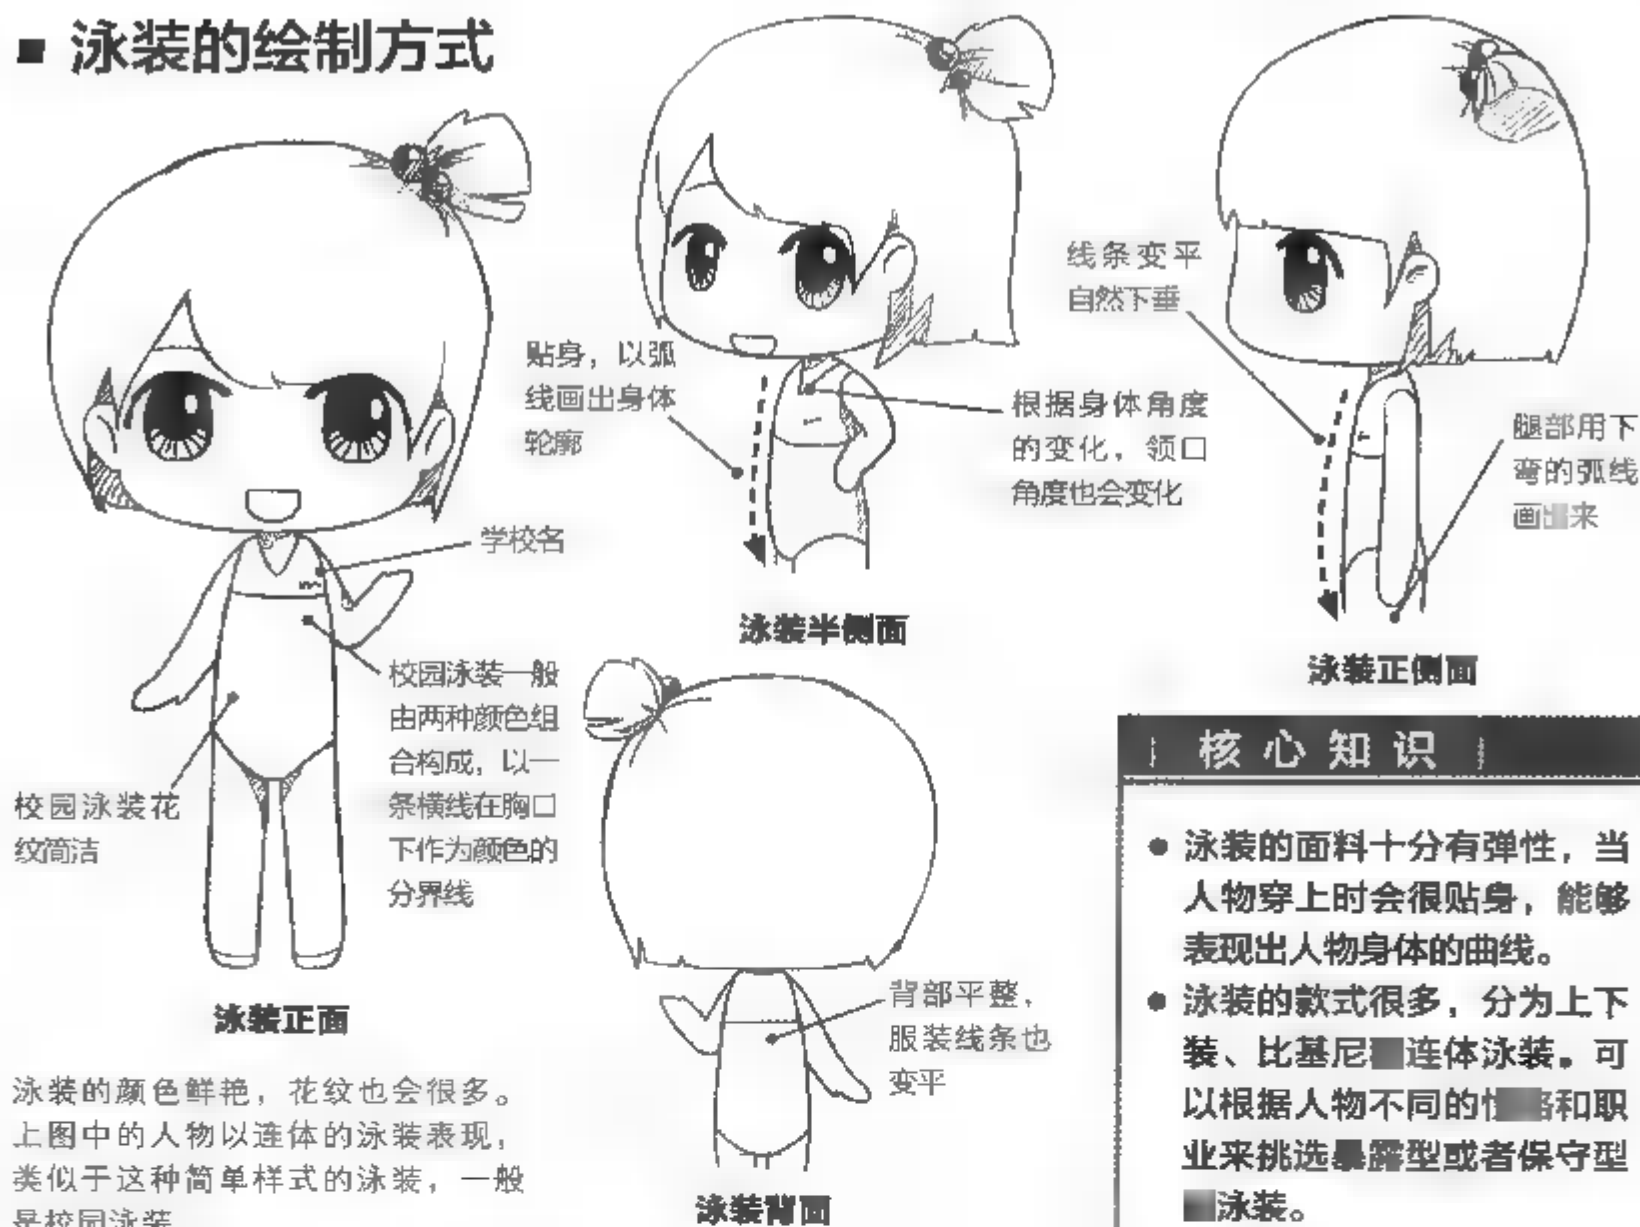 泳装的绘制方式
贴身，以弧
线画出身体
轮廓
线条变平
自然下垂
根据身体角度
的变化，领口
角度也会变化
腿部用下
弯的弧线
画来
学校名
泳装半侧面
泳装正侧面
校园泳装一般
由两种颜色组
合构成，以一
条横线在胸口
下作为颜色的
分界线
校园泳装花
纹简洁
泳装正面
背部平整，
服装线条也
变平
泳装背面
泳装的颜色鲜艳，花纹也会很多。
上图中的人物以连体的泳装表现，
类似于这种简单样式的泳装，一般
是校园泳装
核心知识
泳装的面料十分有弹性，当
人物穿上时会很贴身，能够
表现出人物身体的曲线。
泳装的款式很多，分为上下
装、比基尼连体泳装。可
以根据人物不同的和职
业来挑选暴露型或者保守型
泳装。